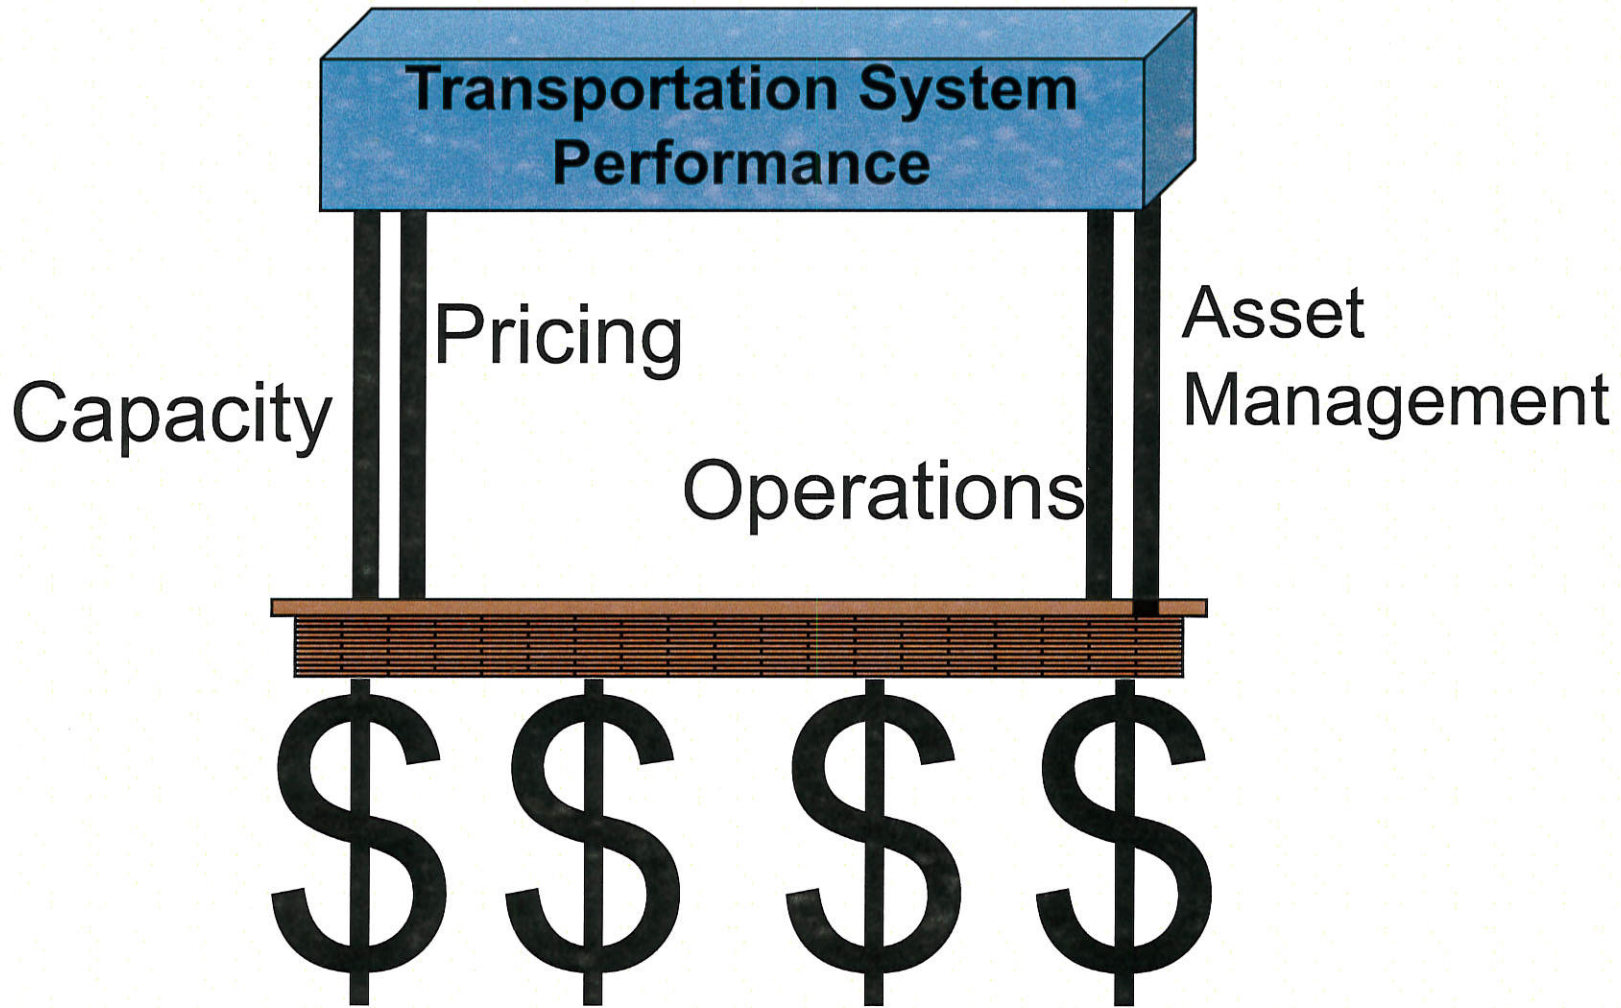 Transportation System
Performance
Pricing
Asset
Management
Capacity
Operations
$ $ $ $